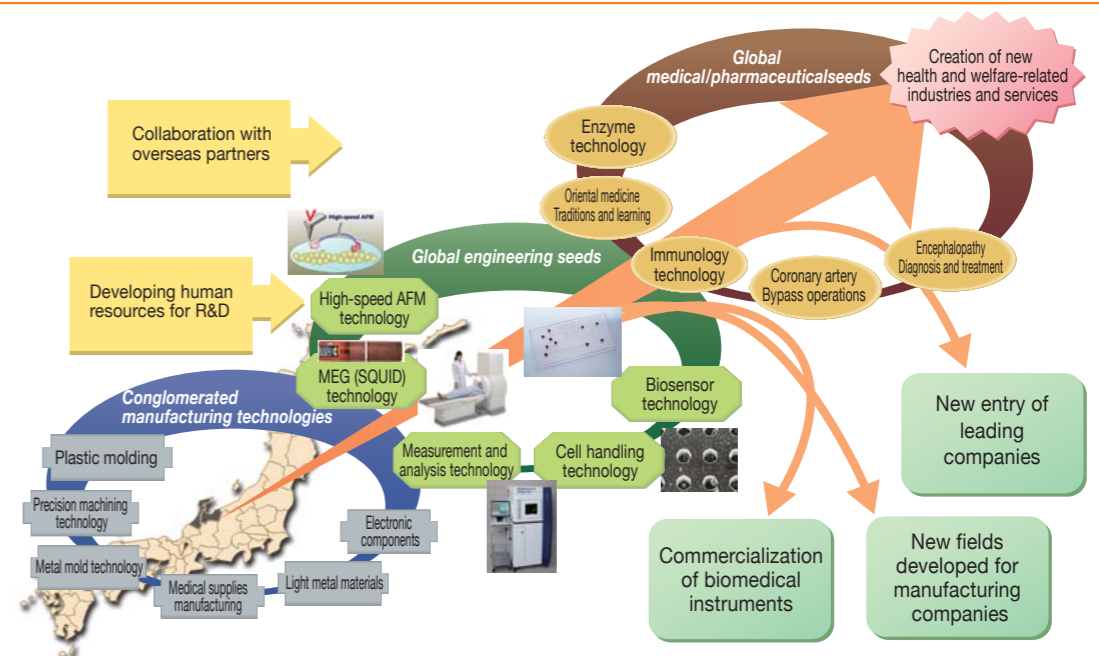 Global
medical/pharmaceuticalseeds
Creation of new
health and welfare-related
industries and services
Collaboration with
overseas partners
Enzyme
technology
Oriental medicine
Traditions and learning
V
High-speed AFM
Global engineering seeds
Immunology
technology
Coronary artery
Bypass operations
Encephalopathy
Diagnosis and treatment
Developing human
resources for R&D
High-speed AFM
technology
MEG (SQUID)
technology
Biosensor
technology
Measurement and
analysis technology
Cell handling
technology
Conglomerated
manufacturing technologies
Plastic molding
Precision machining
technology
Metal mold technology
Medical supplies
manufacturing
Light metal materials
Electronic
components
New entry of
leading
companies
Commercialization
of biomedical
instruments
New fields
developed for
manufacturing
companies